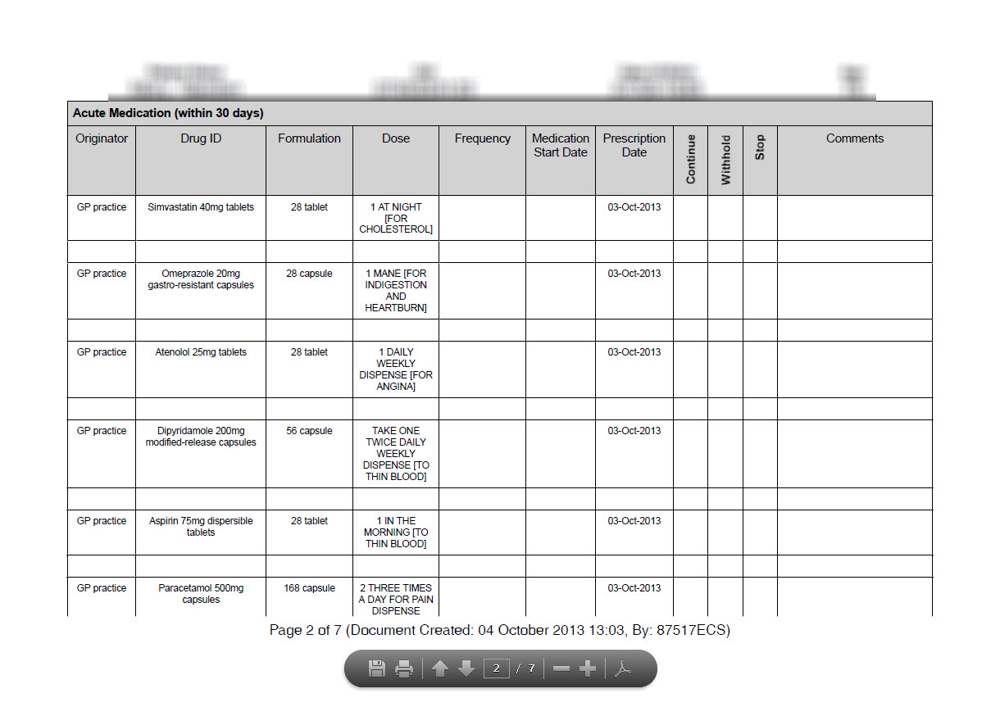 Acute Medication (within 30 days)
Originator Drug ID Formulation Dose Frequency Medication Start Date Prescription Date Continue Withhold Stop Comments
GP practice Simvastatin 40mg tablets 28 tablet 1 AT NIGHT 03-Oct-2013
[FOR
CHOLESTEROL]
GP practice Omeprazole 20mg 28 capsule 1 MANE [FOR 03-Oct-2013
gastro-resistant capsules INDIGESTION
AND
HEARTBURN]
GP practice Atenolol 25mg tablets 28 tablet 1 DAILY 03-Oct-2013
WEEKLY
DISPENSE [FOR
ANGINA]
GP practice Dipyridamole 200mg 56 capsule TAKE ONE 03-Oct-2013
modified-release capsules TWICE DAILY
WEEKLY
DISPENSE [TO
THIN BLOOD]
GP practice Aspirin 75mg dispersible 28 tablet 1 IN THE 03-Oct-2013
tablets MORNING [TO
THIN BLOOD]
GP practice Paracetamol 500mg 168 capsule 2 THREE TIMES 03-Oct-2013
capsules A DAY FOR PAIN
DISPENSE
Page 2 of 7 (Document Created: 04 October 2013 13:03, By: 87517ECS)
2 / 7